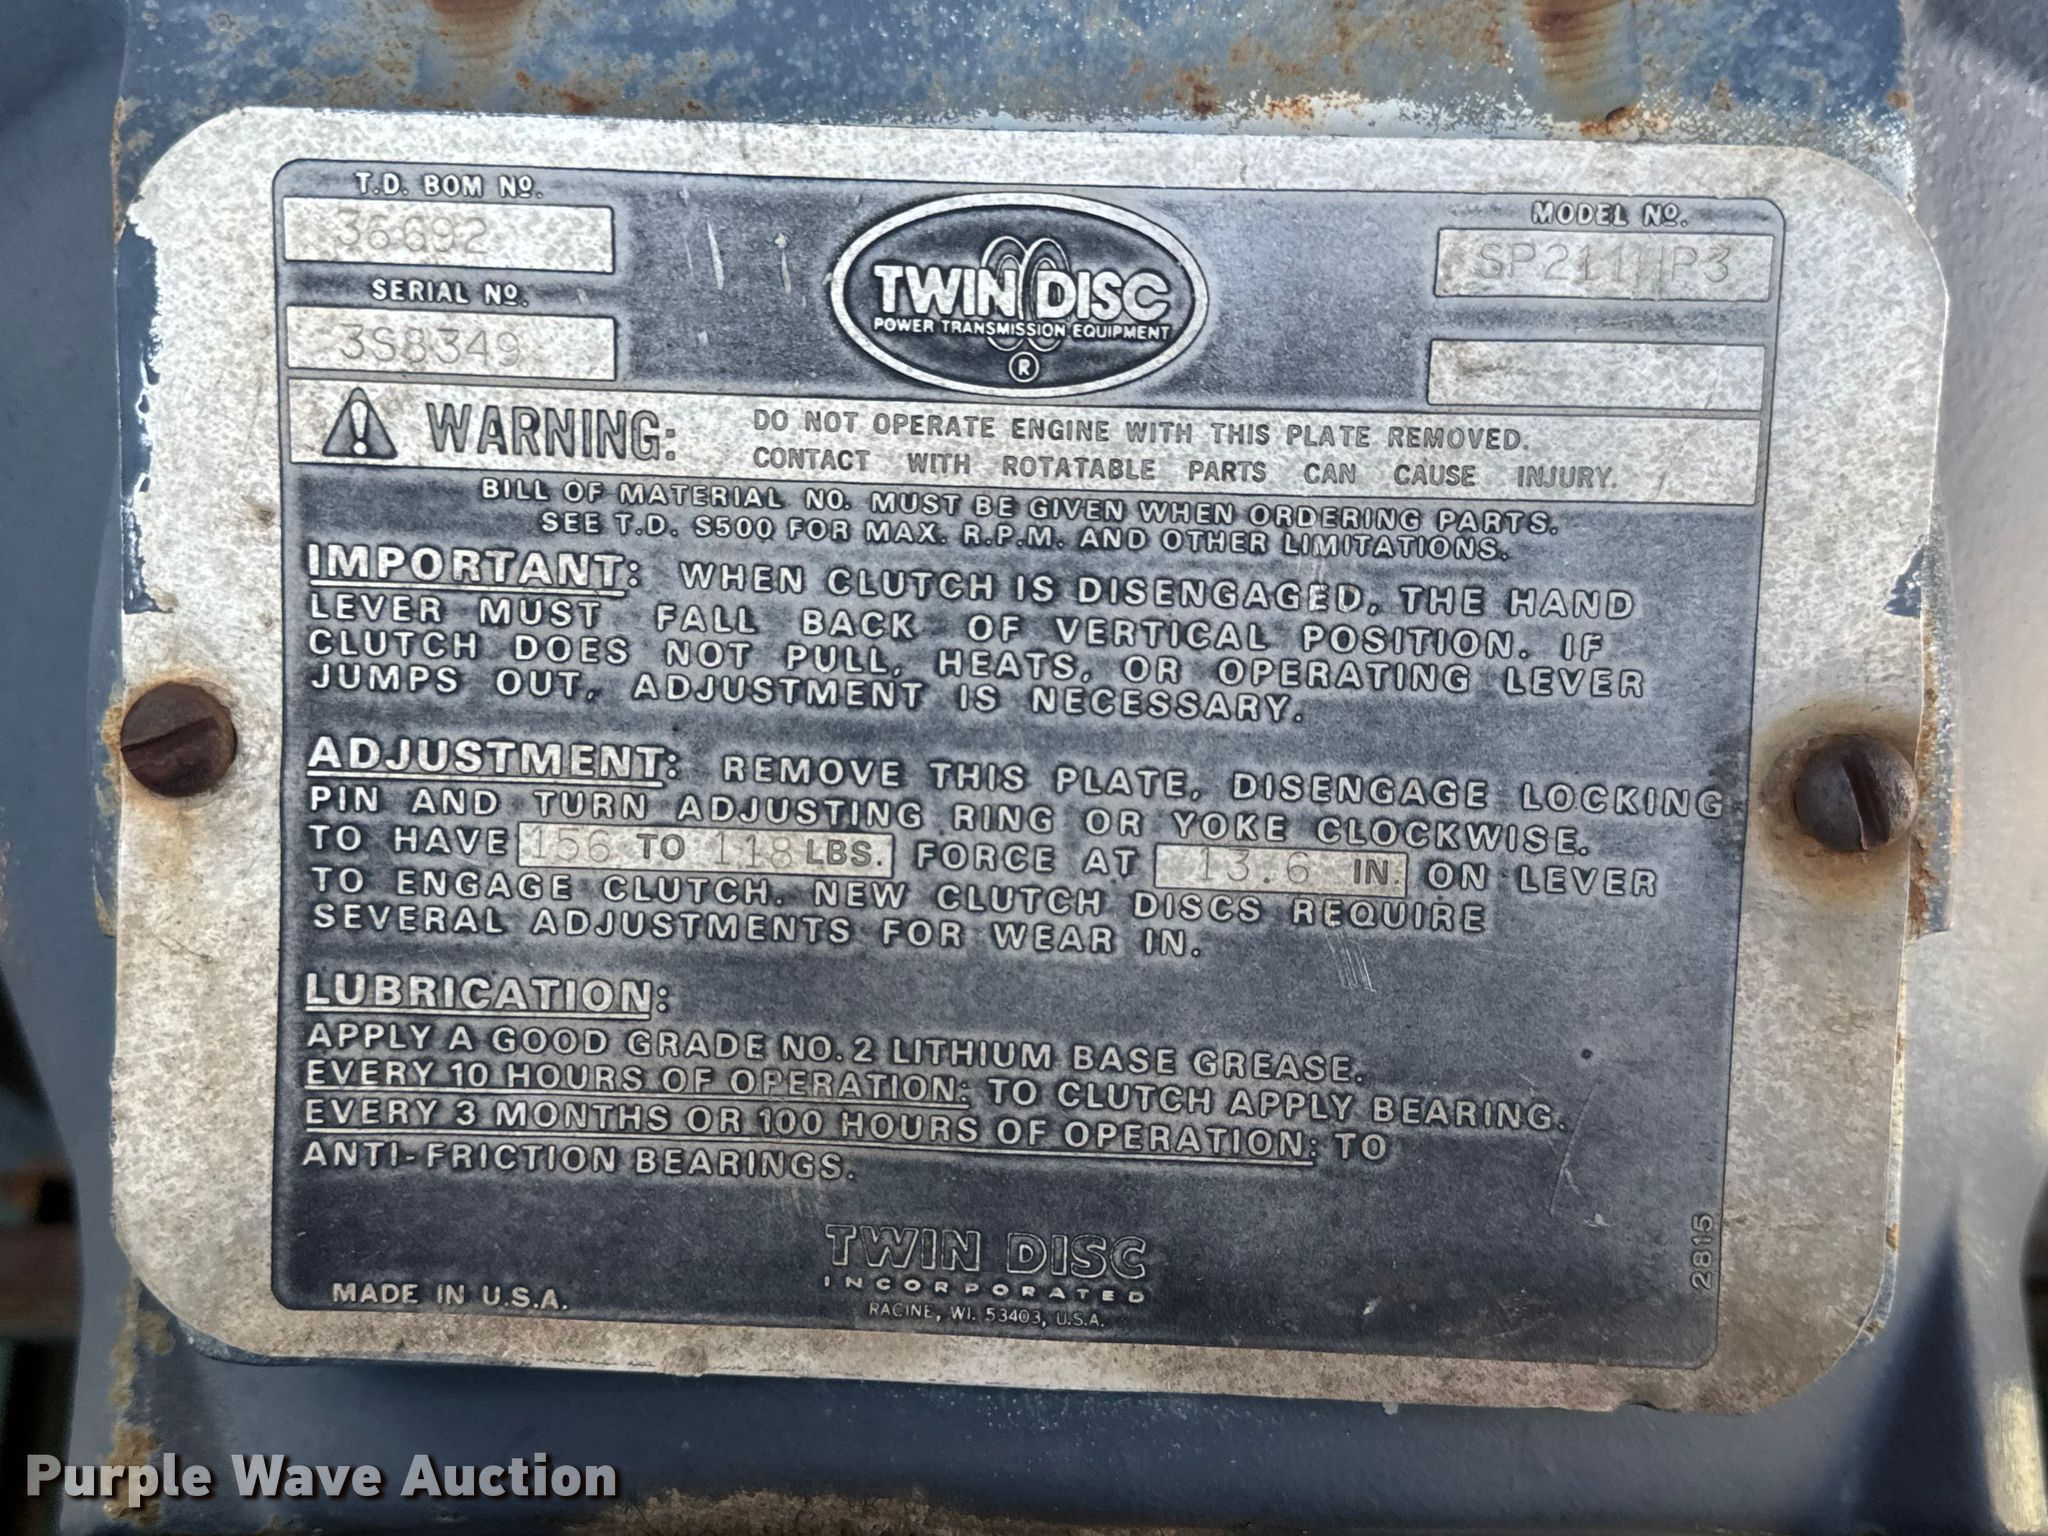 T.D. BOM Nº.
36692
SERIAL Nº.
3S8349
TWIN DISC
POWER TRANSMISSION EQUIPMENT
®
MODEL Nº.
SP211HP3
WARNING:
DO NOT OPERATE ENGINE WITH THIS PLATE REMOVED.
CONTACT WITH ROTATABLE PARTS CAN CAUSE INJURY.
BILL OF MATERIAL NO. MUST BE GIVEN WHEN ORDERING PARTS.
SEE T.D. S500 FOR MAX. R.P.M. AND OTHER LIMITATIONS.
IMPORTANT: WHEN CLUTCH IS DISENGAGED, THE HAND
LEVER MUST FALL BACK OF VERTICAL POSITION. IF
CLUTCH DOES NOT PULL, HEATS, OR OPERATING LEVER
JUMPS OUT, ADJUSTMENT IS NECESSARY.
ADJUSTMENT: REMOVE THIS PLATE, DISENGAGE LOCKING
PIN AND TURN ADJUSTING RING OR YOKE CLOCKWISE.
TO HAVE 156 TO 118 LBS. FORCE AT 13.6 IN. ON LEVER
TO ENGAGE CLUTCH. NEW CLUTCH DISCS REQUIRE
SEVERAL ADJUSTMENTS FOR WEAR IN.
LUBRICATION:
APPLY A GOOD GRADE NO. 2 LITHIUM BASE GREASE.
EVERY 10 HOURS OF OPERATION: TO CLUTCH APPLY BEARING.
EVERY 3 MONTHS OR 100 HOURS OF OPERATION: TO
ANTI-FRICTION BEARINGS.
TWIN DISC
INCORPORATED
RACINE, WI. 53403, U.S.A.
MADE IN U.S.A.
2815
Purple Wave Auction